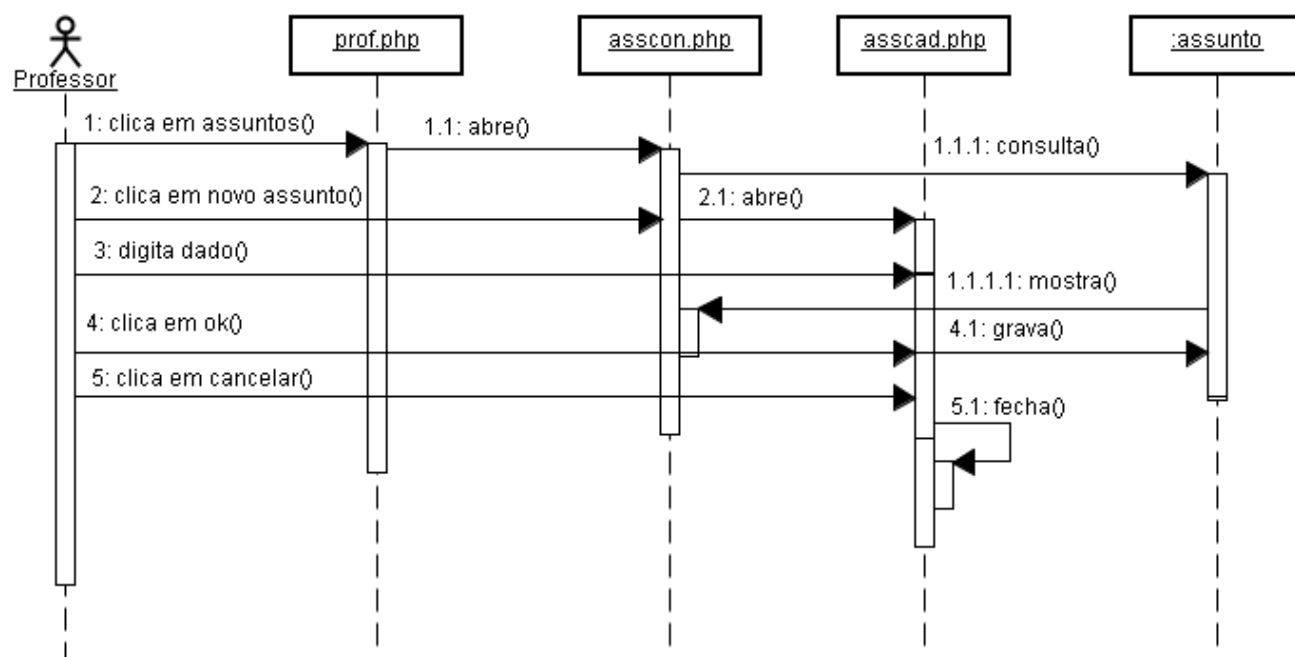 Professor
prof.php
asscon.php
asscad.php
:assunto
1: clica em assuntos()
1.1: abre()
1.1.1: consulta()
2: clica em novo assunto()
2.1: abre()
3: digita dado()
1.1.1.1: mostra()
4: clica em ok()
4.1: grava()
5: clica em cancelar()
5.1: fecha()